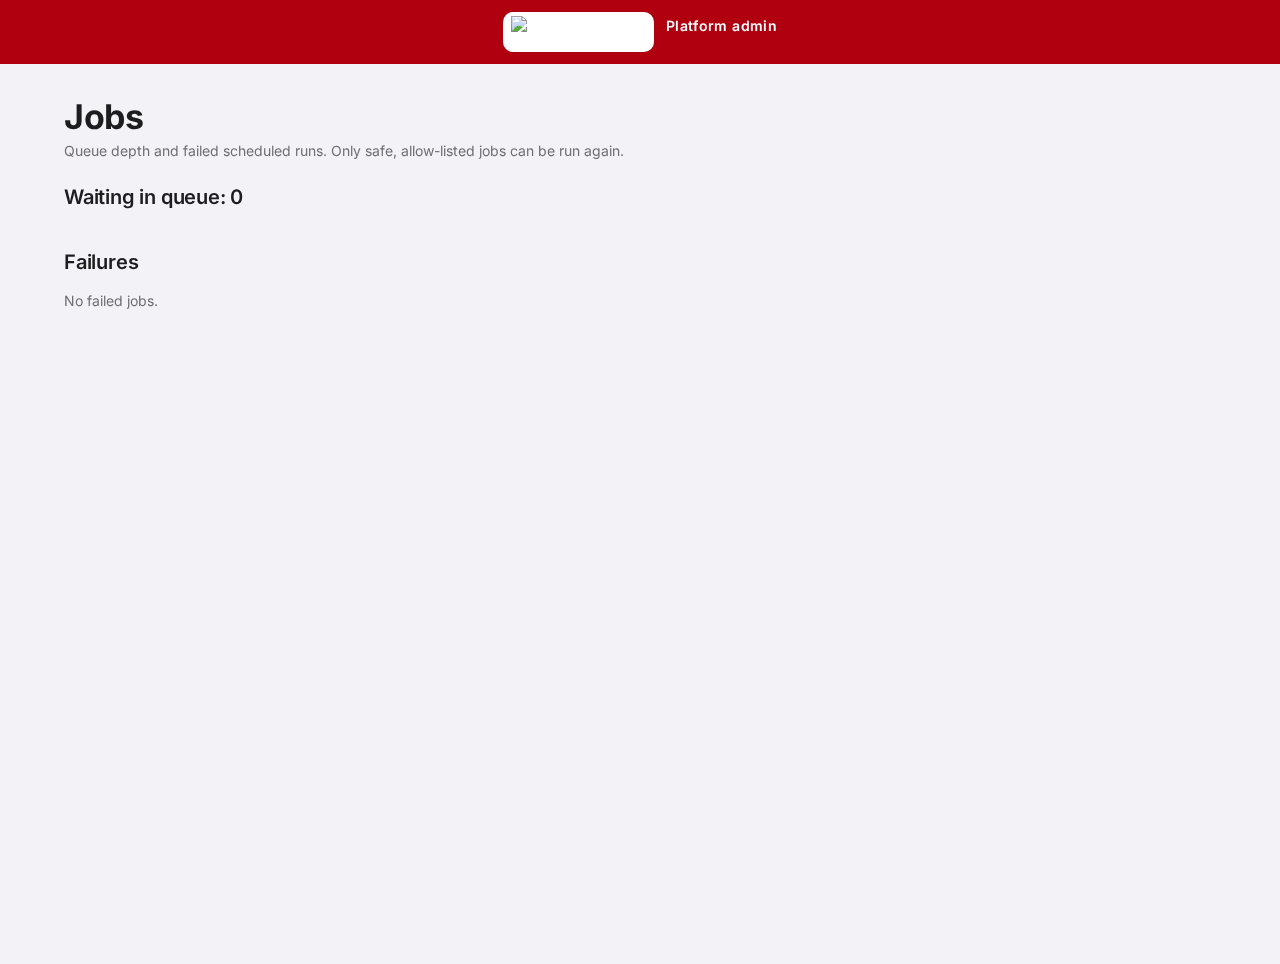 Platform admin
Jobs
Queue depth and failed scheduled runs. Only safe, allow-listed jobs can be run again.
Waiting in queue: 0
Failures
No failed jobs.